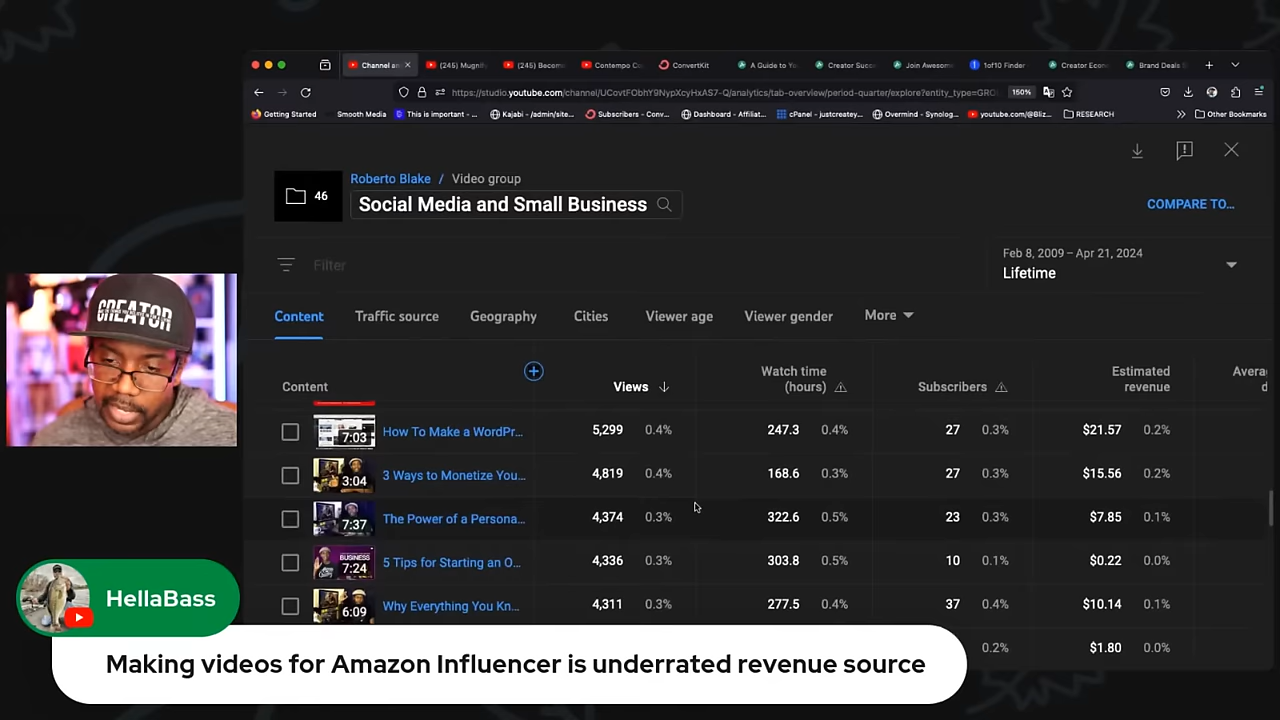 Channel an
(245) Mugni
(245) Becom
Contempo Co
ConvertKit
A Guide to Yo
Creator Succ
Join Awesom
1of10 Finder
Creator Econ
Brand Deals S
https://studio.youtube.com/channel/UCovtFObhY9NypXcyHxAS7-Q/analytics/tab-overview/period-quarter/explore?entity_type=GRO
150%
Getting Started
Smooth Media
This is important - ...
Kajabi - /admin/site...
Subscribers - Conv...
Dashboard - Affiliat...
cPanel - justcreatey...
Overmind - Synolog...
youtube.com/@Bliz...
RESEARCH
Other Bookmarks
46
Roberto Blake / Video group
Social Media and Small Business
COMPARE TO...
Filter
Feb 8, 2009 – Apr 21, 2024
Lifetime
Content Traffic source Geography Cities Viewer age Viewer gender More
Content
Views
Watch time
(hours)
Subscribers
Estimated
revenue
Averag
d
7:03 How To Make a WordPr... 5,299 0.4% 247.3 0.4% 27 0.3% $21.57 0.2%
3:04 3 Ways to Monetize You... 4,819 0.4% 168.6 0.3% 27 0.3% $15.56 0.2%
7:37 The Power of a Persona... 4,374 0.3% 322.6 0.5% 23 0.3% $7.85 0.1%
BUSINESS
7:24 5 Tips for Starting an O... 4,336 0.3% 303.8 0.5% 10 0.1% $0.22 0.0%
6:09 Why Everything You Kn... 4,311 0.3% 277.5 0.4% 37 0.4% $10.14 0.1%
0.2% $1.80 0.0%
CREATOR
HellaBass
Making videos for Amazon Influencer is underrated revenue source